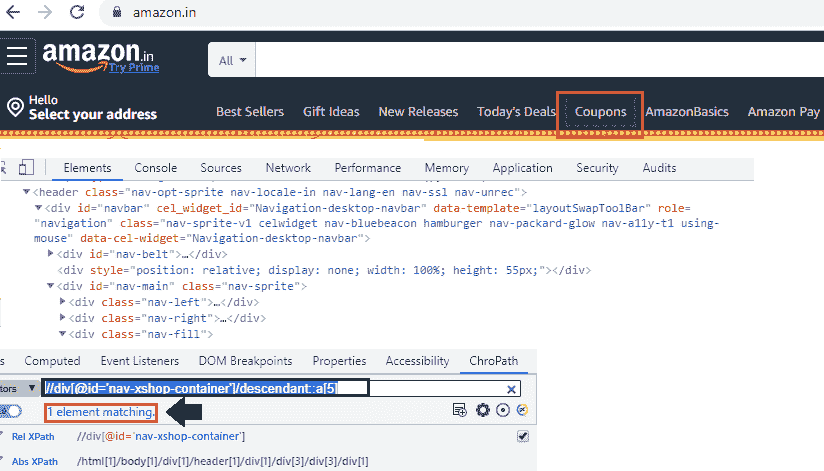 amazon.in
amazon.in
Try Prime
All
Hello
Select your address
Best Sellers Gift Ideas New Releases Today's Deals Coupons AmazonBasics Amazon Pay
Elements Console Sources Network Performance Memory Application Security Audits
<header class="nav-opt-sprite nav-locale-in nav-lang-en nav-ssl nav-unrec">
<div id="navbar" cel_widget_id="Navigation-desktop-navbar" data-template="layoutSwapToolBar" role=
"navigation" class="nav-sprite-v1 celwidget nav-bluebeacon hamburger nav-packard-glow nav-a11y-t1 using-
mouse" data-cel-widget="Navigation-desktop-navbar">
<div id="nav-belt">…</div>
<div style="position: relative; display: none; width: 100%; height: 55px;"></div>
<div id="nav-main" class="nav-sprite">
<div class="nav-left">…</div>
<div class="nav-right">…</div>
<div class="nav-fill">
s Computed Event Listeners DOM Breakpoints Properties Accessibility ChroPath
tors //div[@id='nav-xshop-container']/descendant::a[5]
1 element matching.
Rel XPath //div[@id='nav-xshop-container']
Abs XPath /html[1]/body[1]/div[1]/header[1]/div[1]/div[3]/div[3]/div[1]